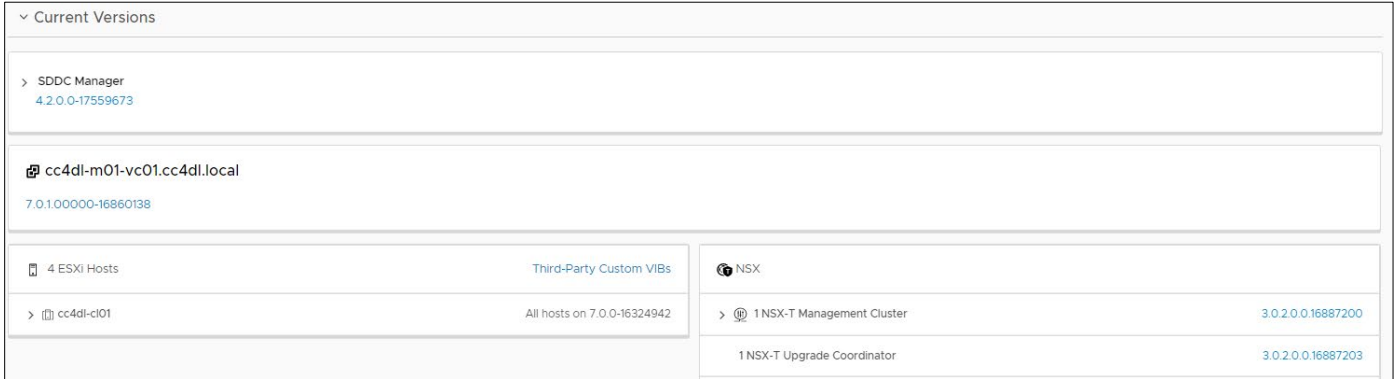 Current Versions
SDDC Manager
4.2.0.0-17559673
cc4dl-m01-vc01.cc4dl.local
7.0.1.00000-16860138
4 ESXi Hosts Third-Party Custom VIBs
cc4dl-cl01 All hosts on 7.0.0-16324942
NSX
1 NSX-T Management Cluster 3.0.2.0.0.16887200
1 NSX-T Upgrade Coordinator 3.0.2.0.0.16887203